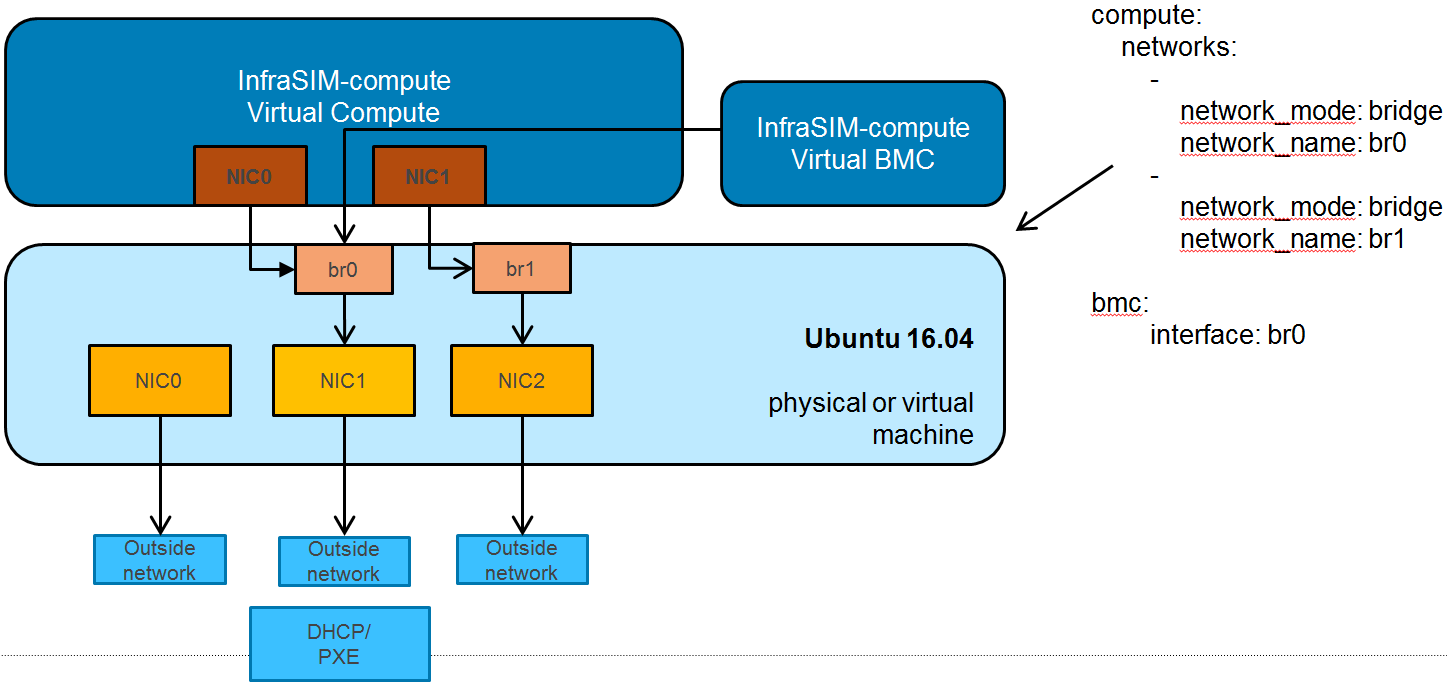 InfraSIM-compute
Virtual Compute
NIC0
NIC1
InfraSIM-compute
Virtual BMC
br0
br1
Ubuntu 16.04
physical or virtual
machine
NIC0
NIC1
NIC2
Outside
network
Outside
network
Outside
network
DHCP/
PXE
compute:
networks:
-
network_mode: bridge
network_name: br0
-
network_mode: bridge
network_name: br1
bmc:
interface: br0